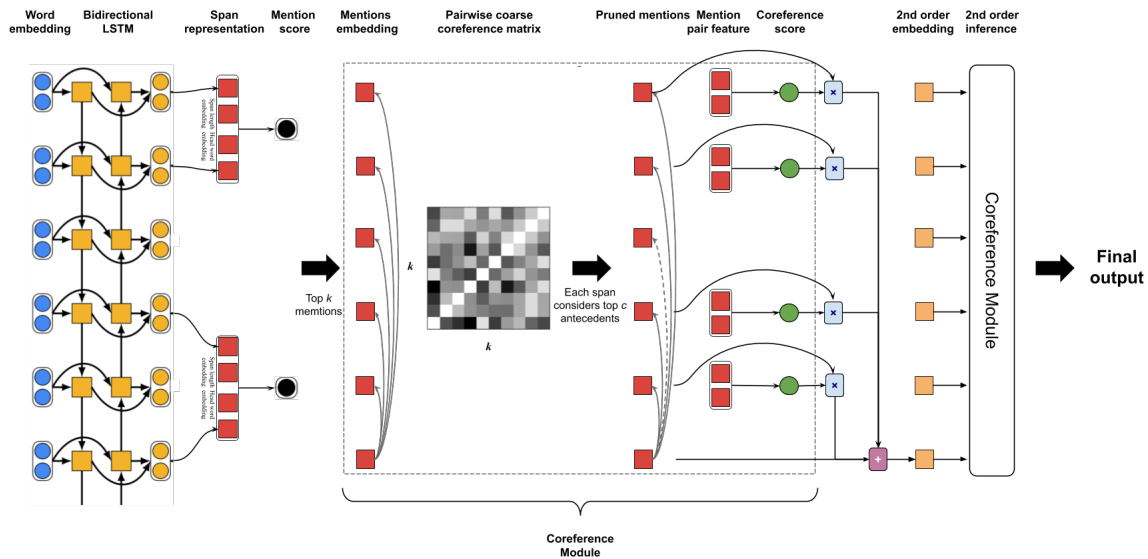 Word
embedding
Bidirectional
LSTM
Span
representation
Mention
score
Mentions
embedding
Pairwise coarse
coreference matrix
Pruned mentions
Mention
pair feature
Coreference
score
2nd order
embedding
2nd order
inference
Span length
embedding
Head word
embedding
Span length
embedding
Head word
embedding
Top k
memtions
k
k
Each span
considers top c
antecedents
×
×
×
×
+
Coreference Module
Final
output
Coreference
Module